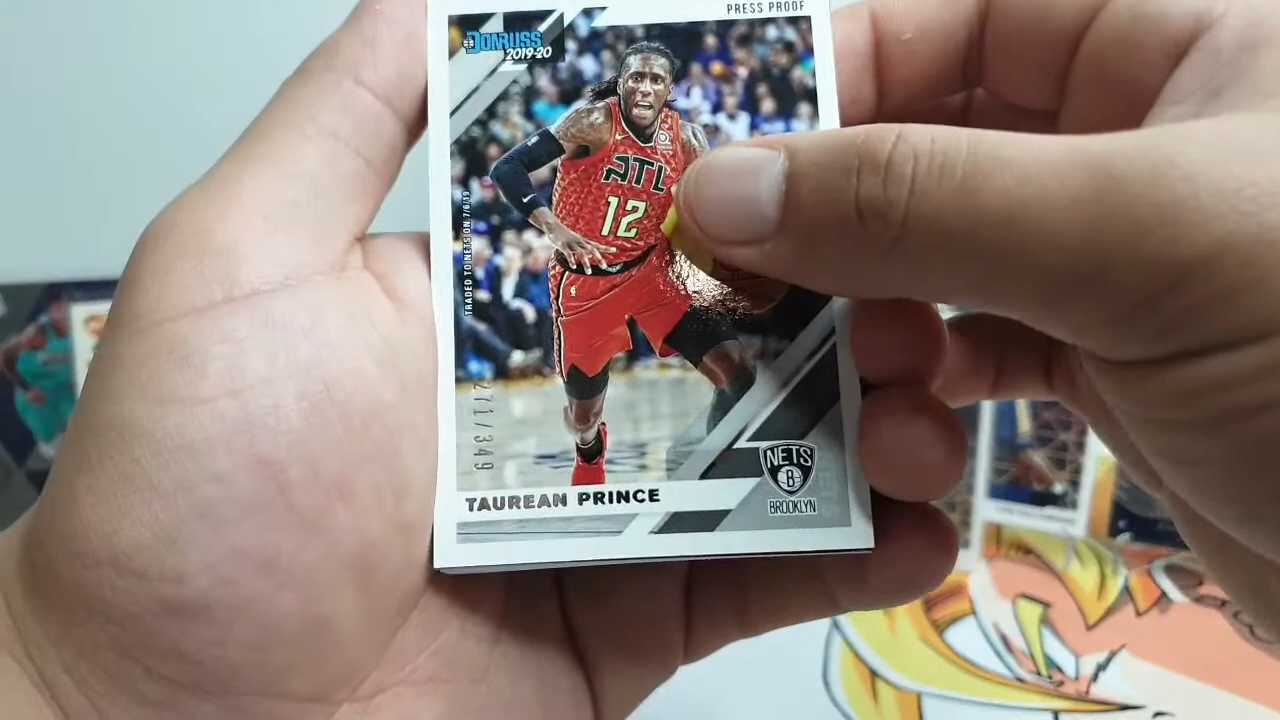 PRESS PROOF
DONRUSS
2019-20
TRADED TO NETS ON 7/6/19
ATL
12
271/349
TAUREAN PRINCE
NETS
B
BROOKLYN